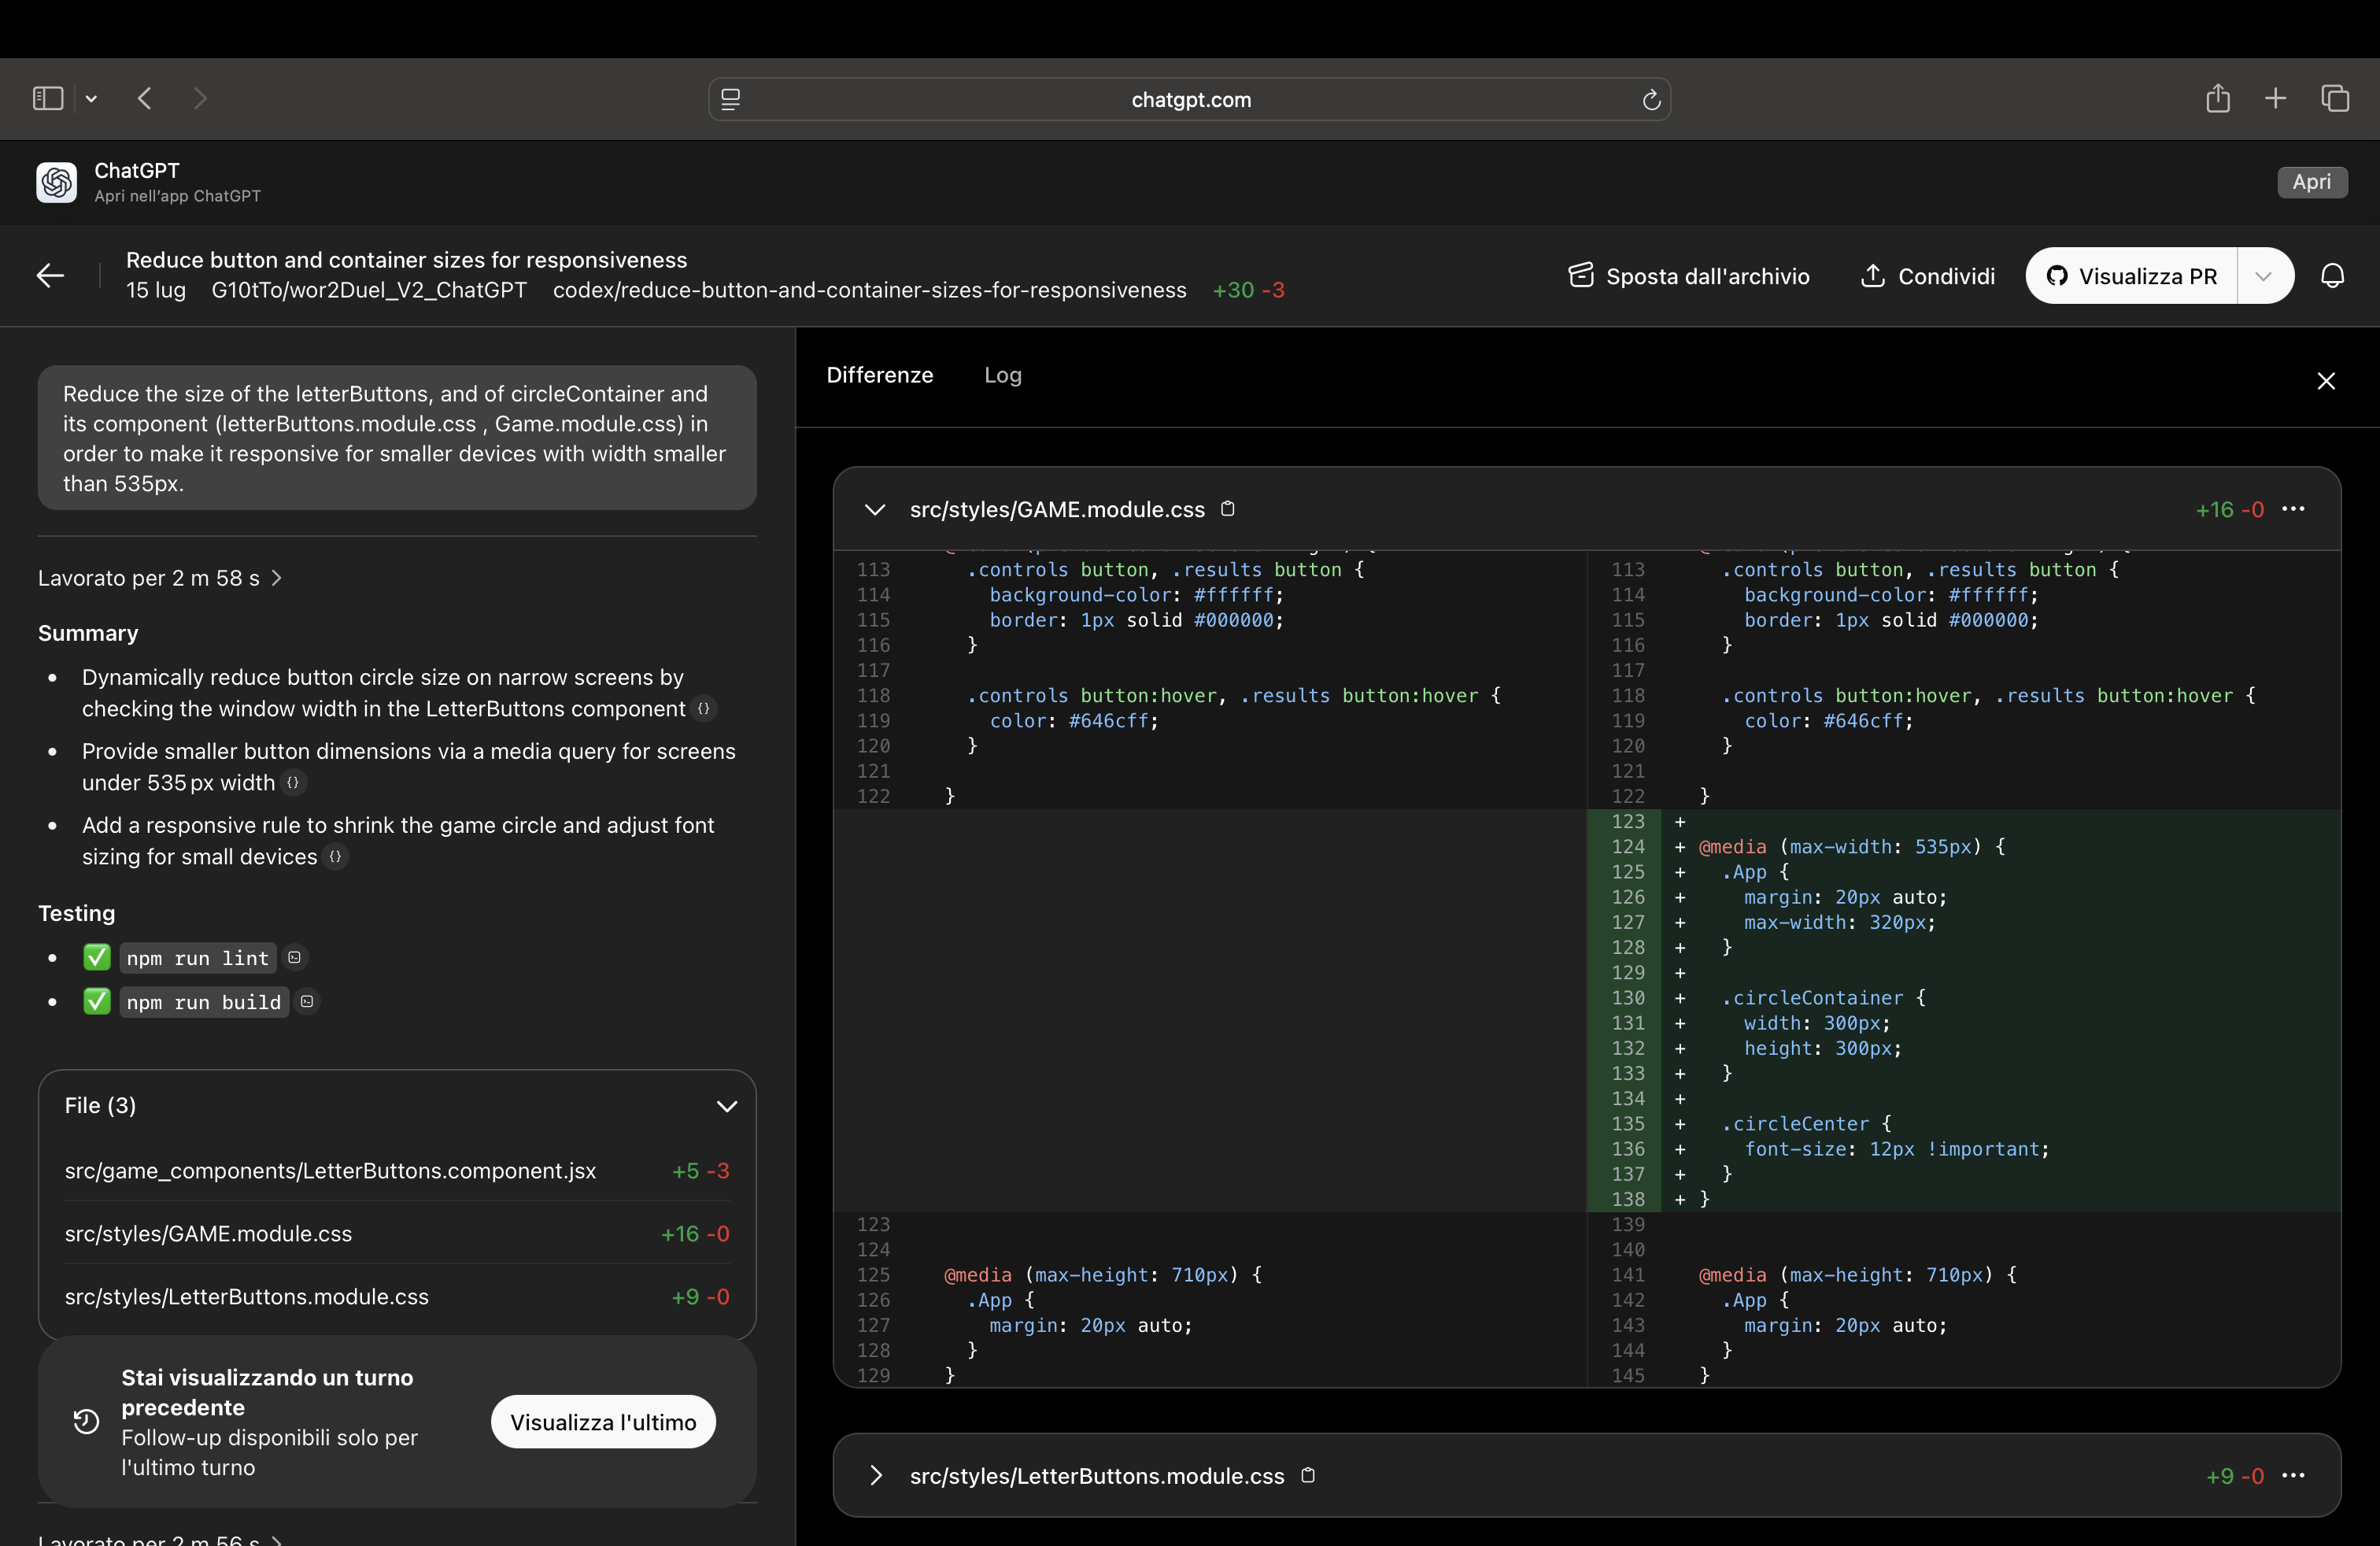 chatgpt.com
ChatGPT
Apri nell'app ChatGPT
Apri
Reduce button and container sizes for responsiveness
15 lug G10tTo/wor2Duel_V2_ChatGPT codex/reduce-button-and-container-sizes-for-responsiveness +30 -3
Sposta dall'archivio
Condividi
Visualizza PR
Reduce the size of the letterButtons, and of circleContainer and
its component (letterButtons.module.css , Game.module.css) in
order to make it responsive for smaller devices with width smaller
than 535px.
Lavorato per 2 m 58 s
Summary
• Dynamically reduce button circle size on narrow screens by
checking the window width in the LetterButtons component {}
• Provide smaller button dimensions via a media query for screens
under 535 px width {}
• Add a responsive rule to shrink the game circle and adjust font
sizing for small devices {}
Testing
• ✅ npm run lint
• ✅ npm run build
File (3)
src/game_components/LetterButtons.component.jsx +5 -3
src/styles/GAME.module.css +16 -0
src/styles/LetterButtons.module.css +9 -0
Stai visualizzando un turno
precedente
Follow-up disponibili solo per
l'ultimo turno
Visualizza l'ultimo
Lavorato per 2 m 56 s
Differenze Log
src/styles/GAME.module.css +16 -0
113 .controls button, .results button {
114 background-color: #ffffff;
115 border: 1px solid #000000;
116 }
117
118 .controls button:hover, .results button:hover {
119 color: #646cff;
120 }
121
122 }
123
124
125 @media (max-height: 710px) {
126 .App {
127 margin: 20px auto;
128 }
129 }
113 .controls button, .results button {
114 background-color: #ffffff;
115 border: 1px solid #000000;
116 }
117
118 .controls button:hover, .results button:hover {
119 color: #646cff;
120 }
121
122 }
123 +
124 + @media (max-width: 535px) {
125 + .App {
126 + margin: 20px auto;
127 + max-width: 320px;
128 + }
129 +
130 + .circleContainer {
131 + width: 300px;
132 + height: 300px;
133 + }
134 +
135 + .circleCenter {
136 + font-size: 12px !important;
137 + }
138 + }
139
140
141 @media (max-height: 710px) {
142 .App {
143 margin: 20px auto;
144 }
145 }
src/styles/LetterButtons.module.css +9 -0